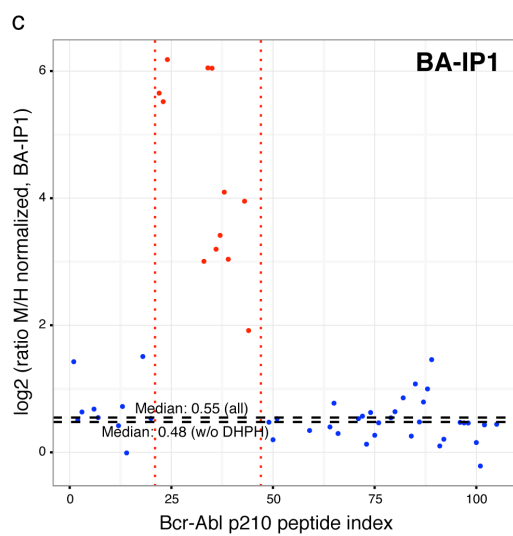 c
BA-IP1
log2 (ratio M/H normalized, BA-IP1)
6
4
2
0
Median: 0.55 (all)
Median: 0.48 (w/o DHPH)
0
25
50
75
100
Bcr-Abl p210 peptide index